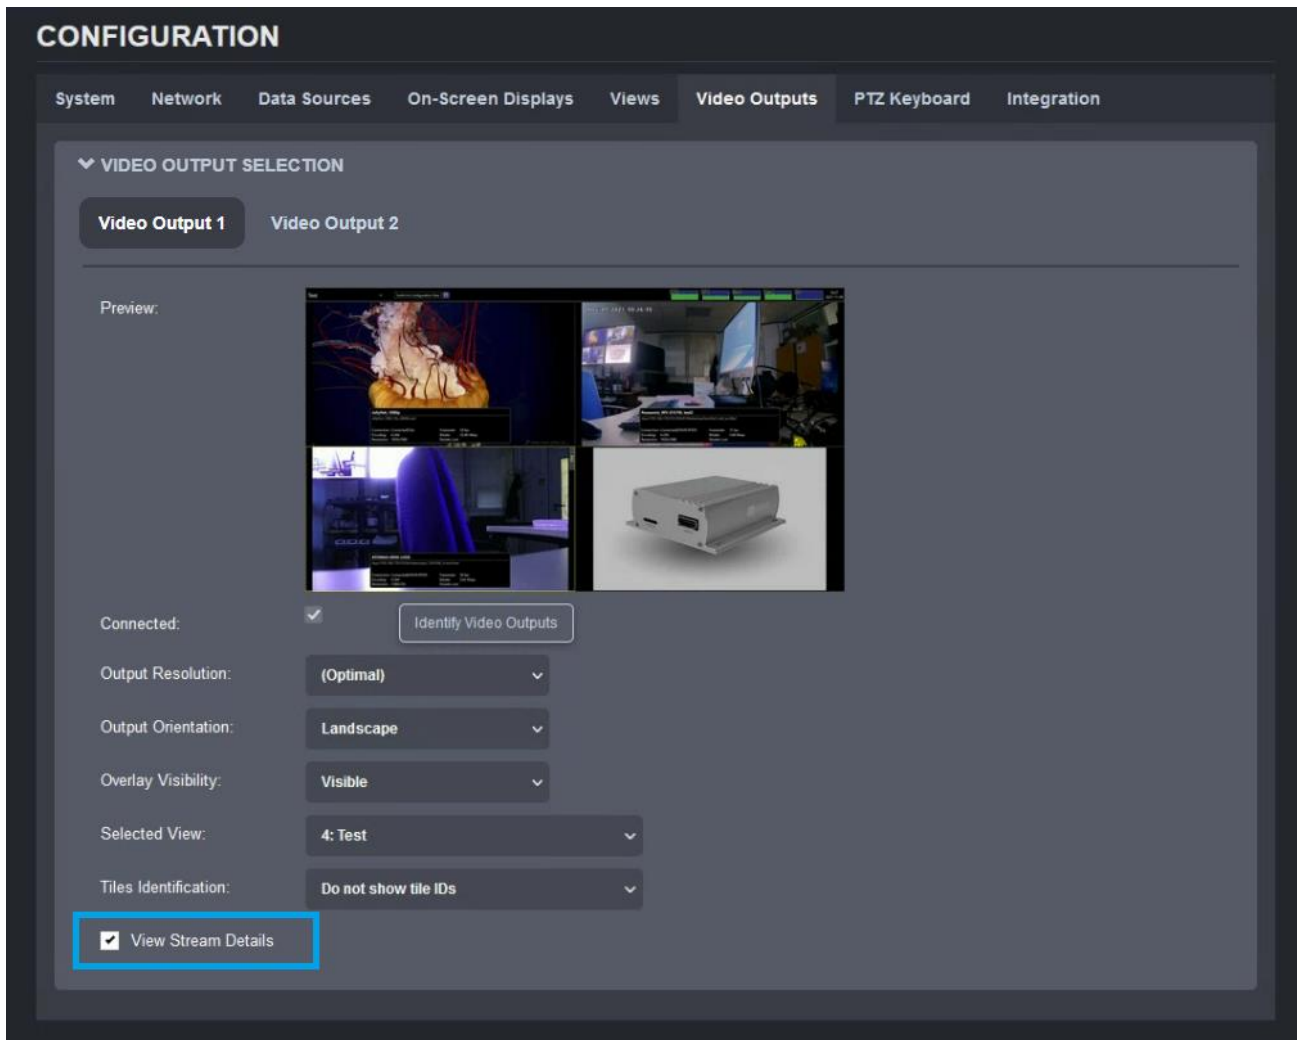 CONFIGURATION
System Network Data Sources On-Screen Displays Views Video Outputs PTZ Keyboard Integration
VIDEO OUTPUT SELECTION
Video Output 1 Video Output 2
Preview:
Connected: Identify Video Outputs
Output Resolution: (Optimal)
Output Orientation: Landscape
Overlay Visibility: Visible
Selected View: 4: Test
Tiles Identification: Do not show tile IDs
View Stream Details